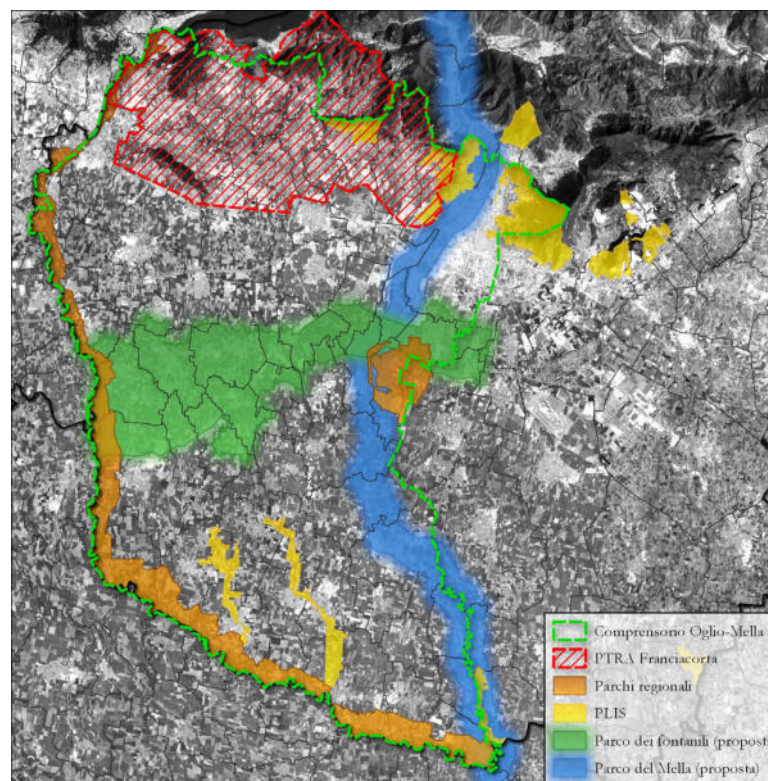 Comprensorio Oglio-Mella
PTRA Franciacorta
Parchi regionali
PLIS
Parco dei fontanili (propost
Parco del Mella (proposta)